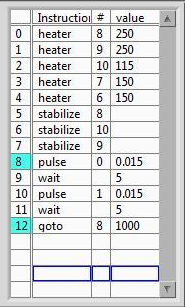 Instruction # value
0 heater 8 250
1 heater 9 250
2 heater 10 115
3 heater 7 150
4 heater 6 150
5 stabilize 8
6 stabilize 10
7 stabilize 9
8 pulse 0 0.015
9 wait 5
10 pulse 1 0.015
11 wait 5
12 goto 8 1000